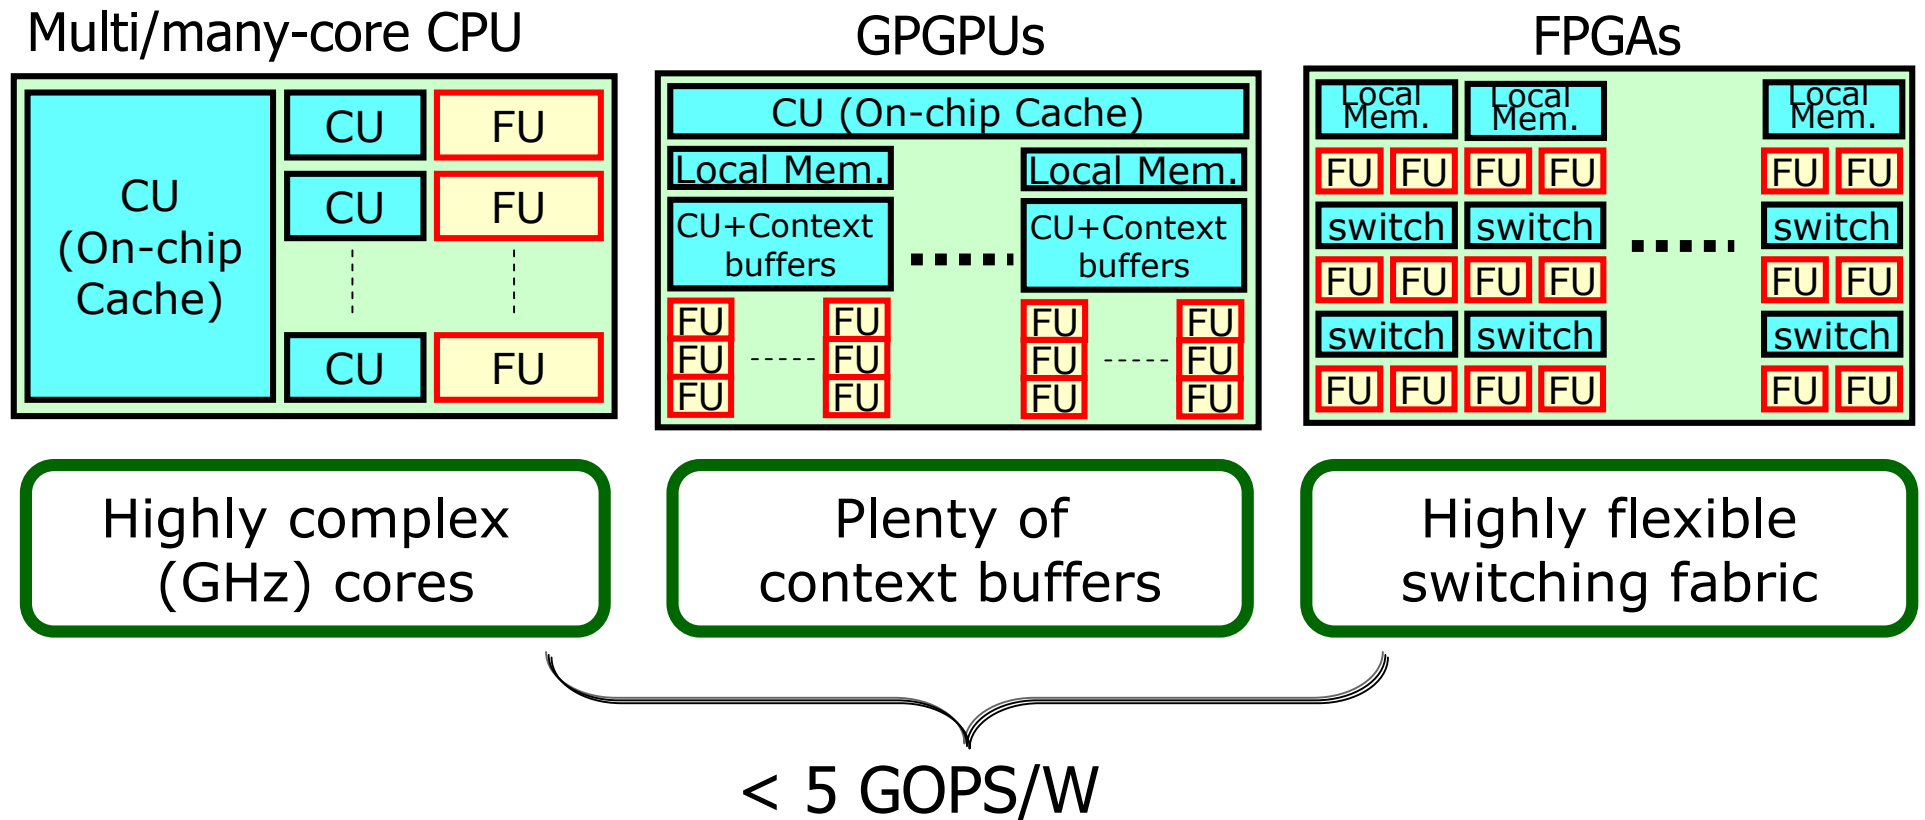 Multi/many-core CPU
CU
(On-chip
Cache)
CU FU
CU FU
CU FU
GPGPUs
CU (On-chip Cache)
Local Mem. Local Mem.
CU+Context
buffers
CU+Context
buffers
FU FU FU FU
FU FU FU FU
FU FU FU FU
FPGAs
Local
Mem.
Local
Mem.
Local
Mem.
FU FU FU FU FU FU
switch switch switch
FU FU FU FU FU FU
switch switch switch
FU FU FU FU FU FU
Highly complex
(GHz) cores
Plenty of
context buffers
Highly flexible
switching fabric
< 5 GOPS/W